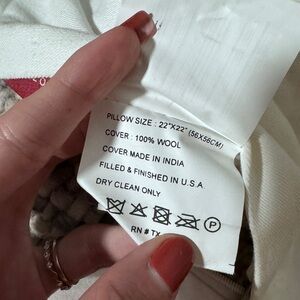 PILLOW SIZE : 22"X22" (56X56CM)
COVER : 100% WOOL
COVER MADE IN INDIA
FILLED & FINISHED IN U.S.A
DRY CLEAN ONLY
P
RN # TX